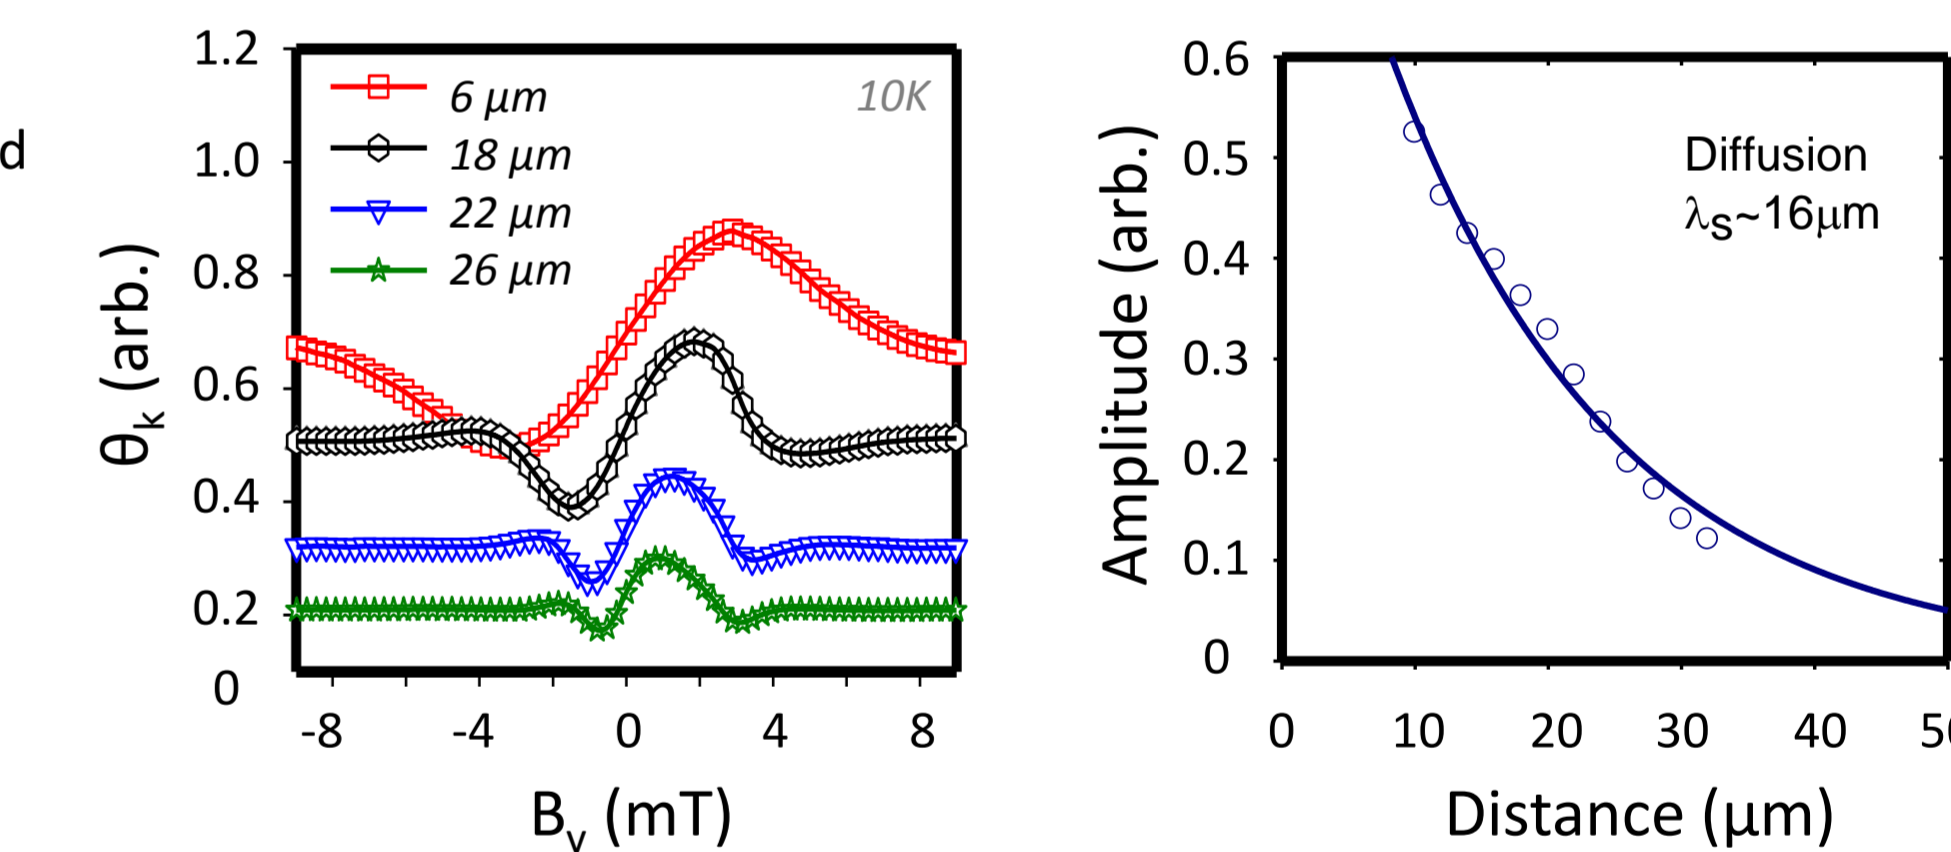 d
1.2
1.0
0.8
0.6
0.4
0.2
0
θk (arb.)
6 μm
18 μm
22 μm
26 μm
10K
-8 -4 0 4 8
By (mT)
0.6
0.5
0.4
0.3
0.2
0.1
0
Amplitude (arb.)
Diffusion
λS~16μm
0 10 20 30 40
Distance (μm)